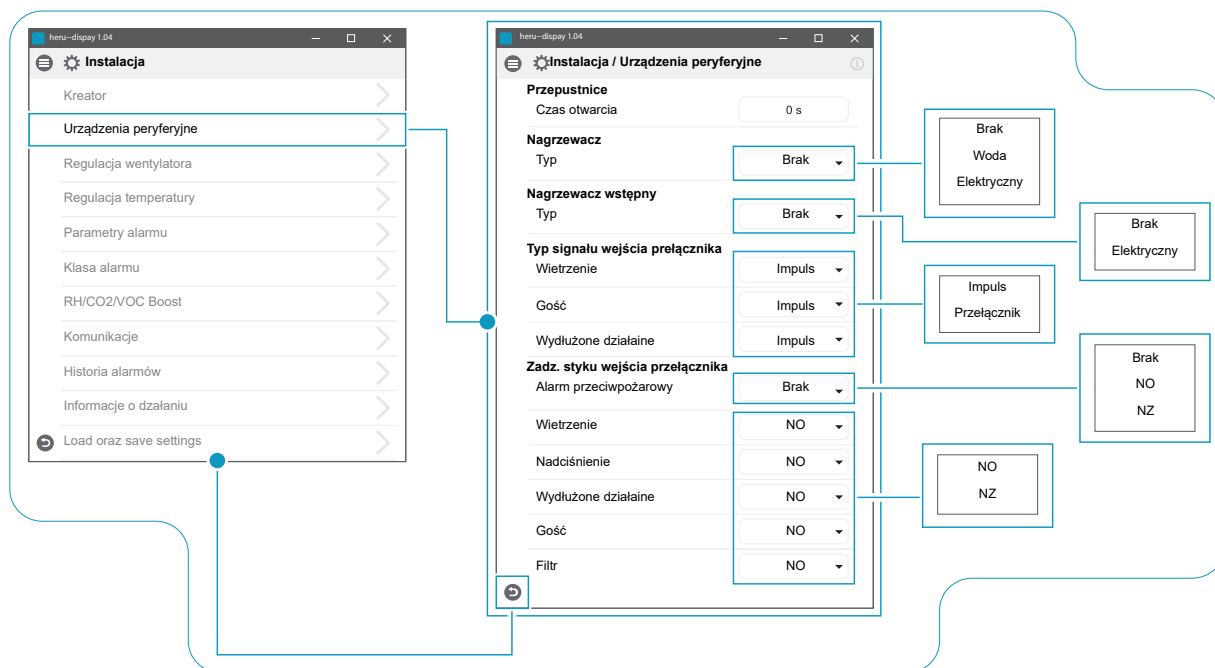 heru–dispay 1.04
Instalacja
Kreator
Urządzenia peryferyjne
Regulacja wentylatora
Regulacja temperatury
Parametry alarmu
Klasa alarmu
RH/CO2/VOC Boost
Komunikacje
Historia alarmów
Informacje o dzałaniu
Load oraz save settings
heru–dispay 1.04
Instalacja / Urządzenia peryferyjne
Przepustnice
Czas otwarcia 0 s
Nagrzewacz
Typ Brak
Nagrzewacz wstępny
Typ Brak
Typ signału wejścia prełącznika
Wietrzenie Impuls
Gość Impuls
Wydłużone działaine Impuls
Zadz. styku wejścia przełącznika
Alarm przeciwpożarowy Brak
Wietrzenie NO
Nadciśnienie NO
Wydłużone działaine NO
Gość NO
Filtr NO
Brak
Woda
Elektryczny
Brak
Elektryczny
Impuls
Przełącznik
Brak
NO
NZ
NO
NZ